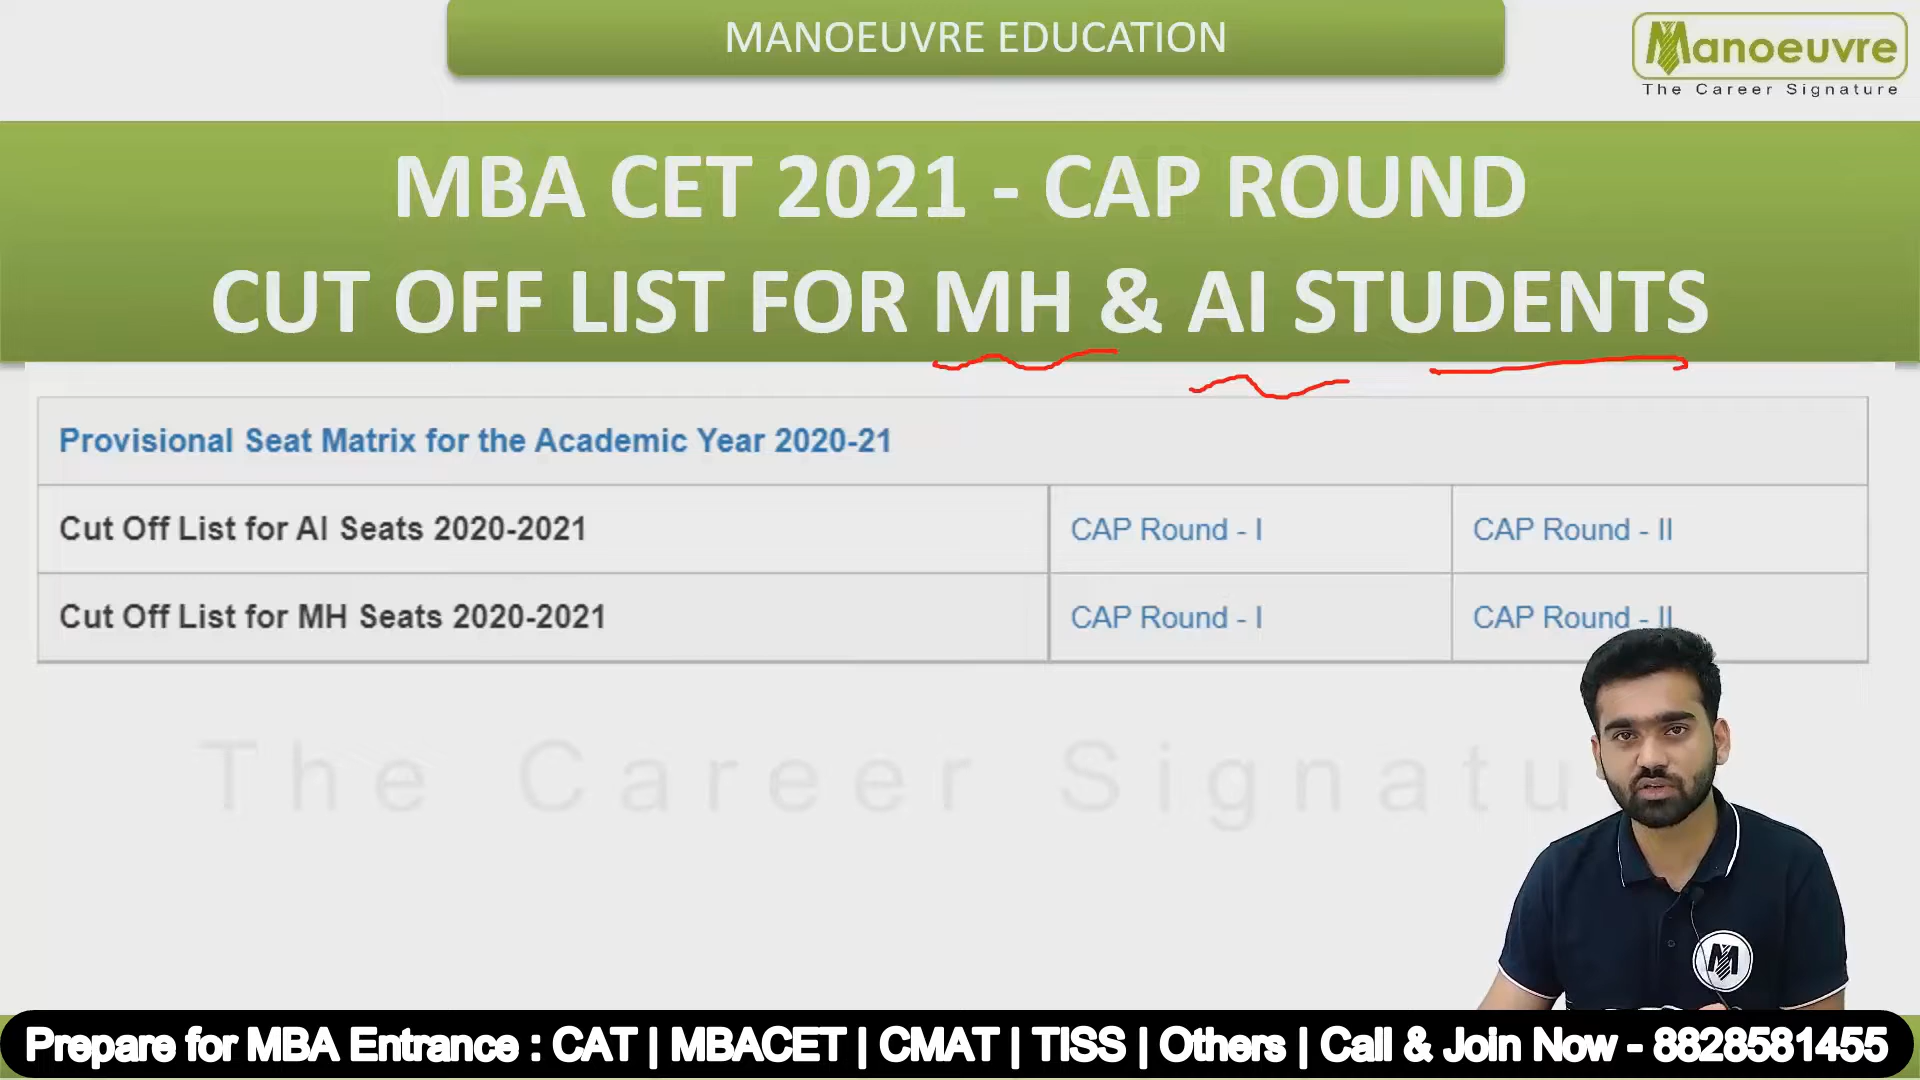 MANOEUVRE EDUCATION
Manoeuvre
The Career Signature
MBA CET 2021 - CAP ROUND
CUT OFF LIST FOR MH & AI STUDENTS
Provisional Seat Matrix for the Academic Year 2020-21
Cut Off List for AI Seats 2020-2021 CAP Round - I CAP Round - II
Cut Off List for MH Seats 2020-2021 CAP Round - I CAP Round - II
The Career Signatu
M
Prepare for MBA Entrance : CAT | MBACET | CMAT | TISS | Others | Call & Join Now - 8828581455